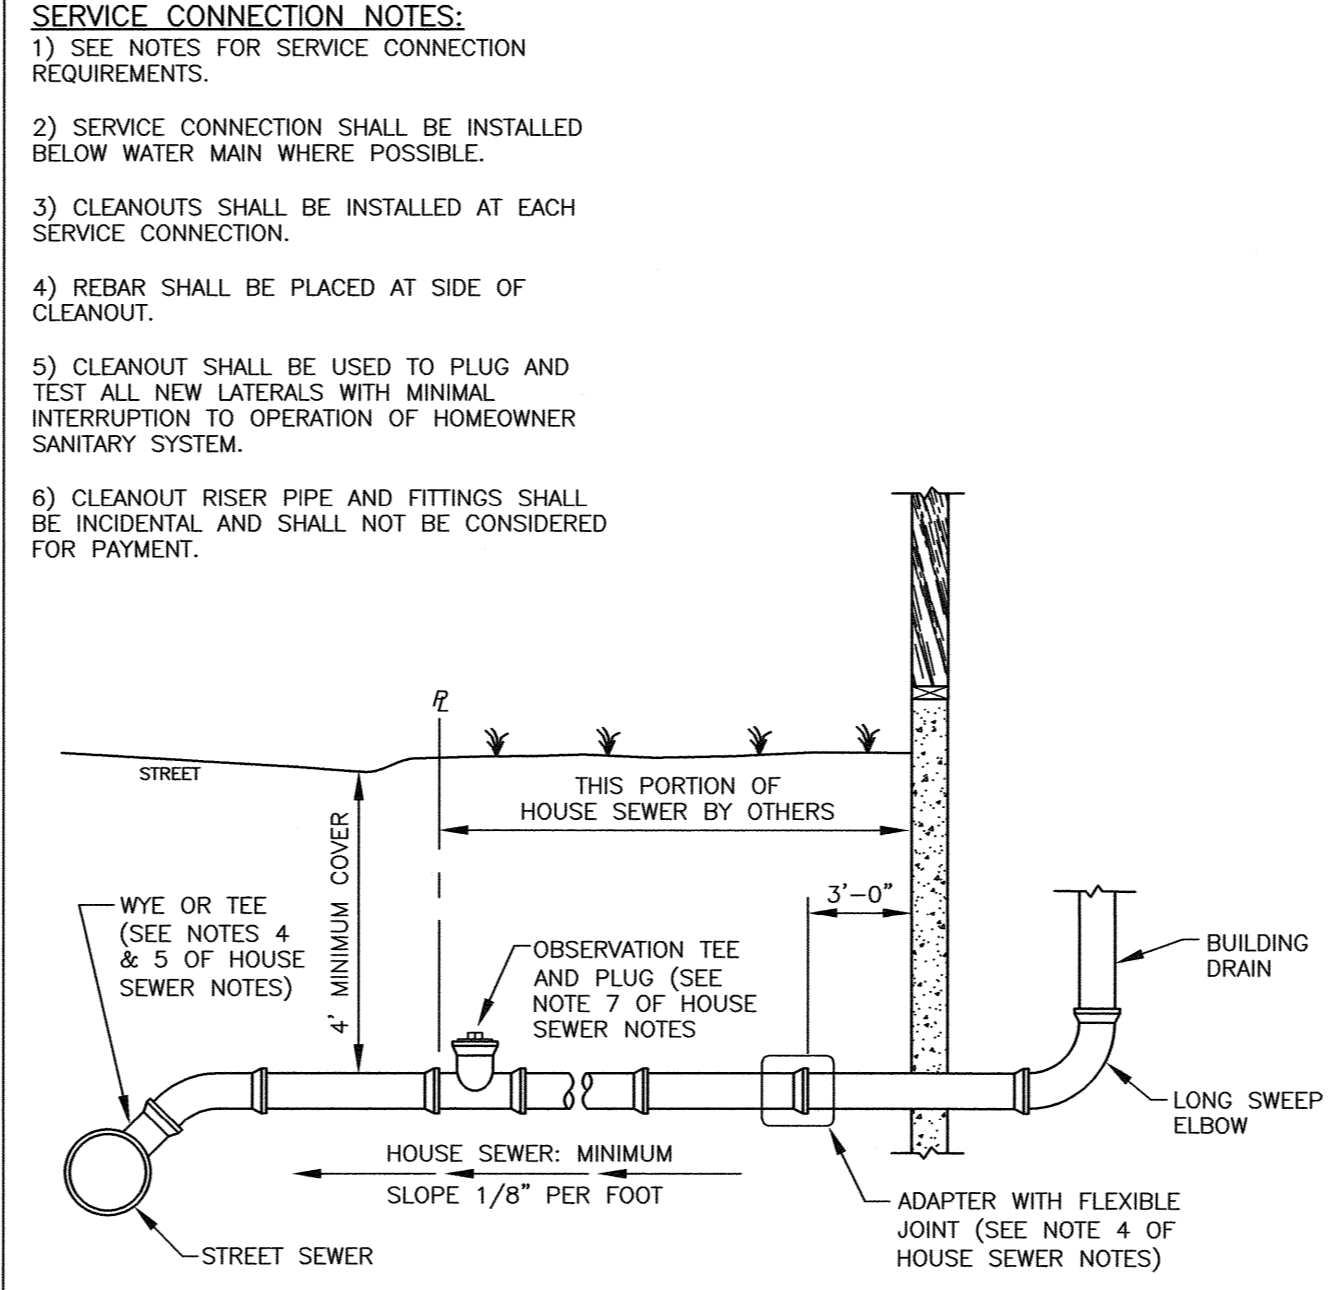 SERVICE CONNECTION NOTES:
1) SEE NOTES FOR SERVICE CONNECTION
REQUIREMENTS.
2) SERVICE CONNECTION SHALL BE INSTALLED
BELOW WATER MAIN WHERE POSSIBLE.
3) CLEANOUTS SHALL BE INSTALLED AT EACH
SERVICE CONNECTION.
4) REBAR SHALL BE PLACED AT SIDE OF
CLEANOUT.
5) CLEANOUT SHALL BE USED TO PLUG AND
TEST ALL NEW LATERALS WITH MINIMAL
INTERRUPTION TO OPERATION OF HOMEOWNER
SANITARY SYSTEM.
6) CLEANOUT RISER PIPE AND FITTINGS SHALL
BE INCIDENTAL AND SHALL NOT BE CONSIDERED
FOR PAYMENT.
PL
STREET
THIS PORTION OF
HOUSE SEWER BY OTHERS
4' MINIMUM COVER
3'-0"
WYE OR TEE
(SEE NOTES 4
& 5 OF HOUSE
SEWER NOTES)
OBSERVATION TEE
AND PLUG (SEE
NOTE 7 OF HOUSE
SEWER NOTES
BUILDING
DRAIN
LONG SWEEP
ELBOW
HOUSE SEWER: MINIMUM
SLOPE 1/8" PER FOOT
ADAPTER WITH FLEXIBLE
JOINT (SEE NOTE 4 OF
HOUSE SEWER NOTES)
STREET SEWER